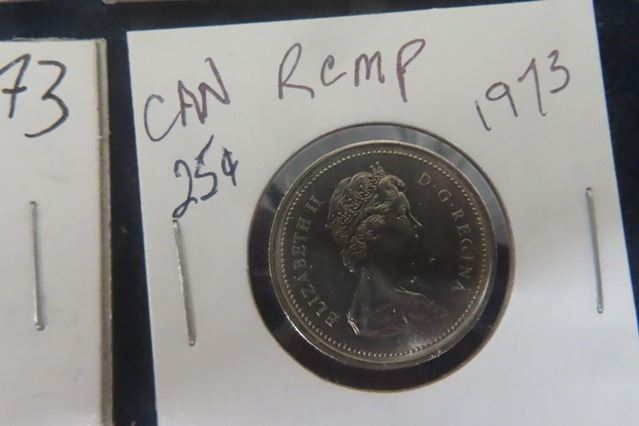 73
CAN RCMP 1973
25¢
ELIZABETH II D·G·REGINA